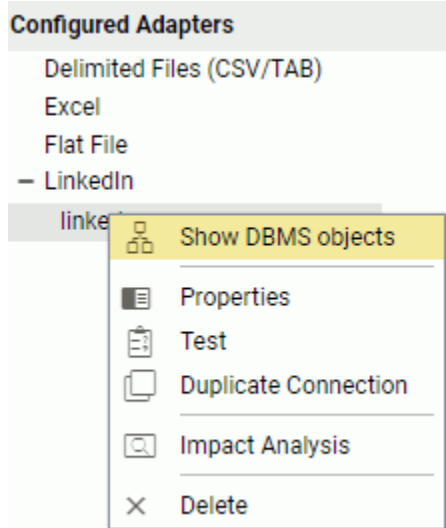 Configured Adapters
Delimited Files (CSV/TAB)
Excel
Flat File
LinkedIn
Show DBMS objects
Properties
Test
Duplicate Connection
Impact Analysis
Delete